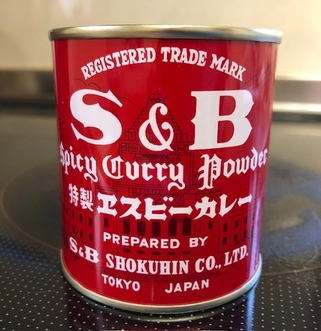 REGISTERED TRADE MARK
S & B
Spicy Curry Powder
特製 ヱスビーカレー
PREPARED BY
S&B SHOKUHIN CO., LTD.
TOKYO JAPAN